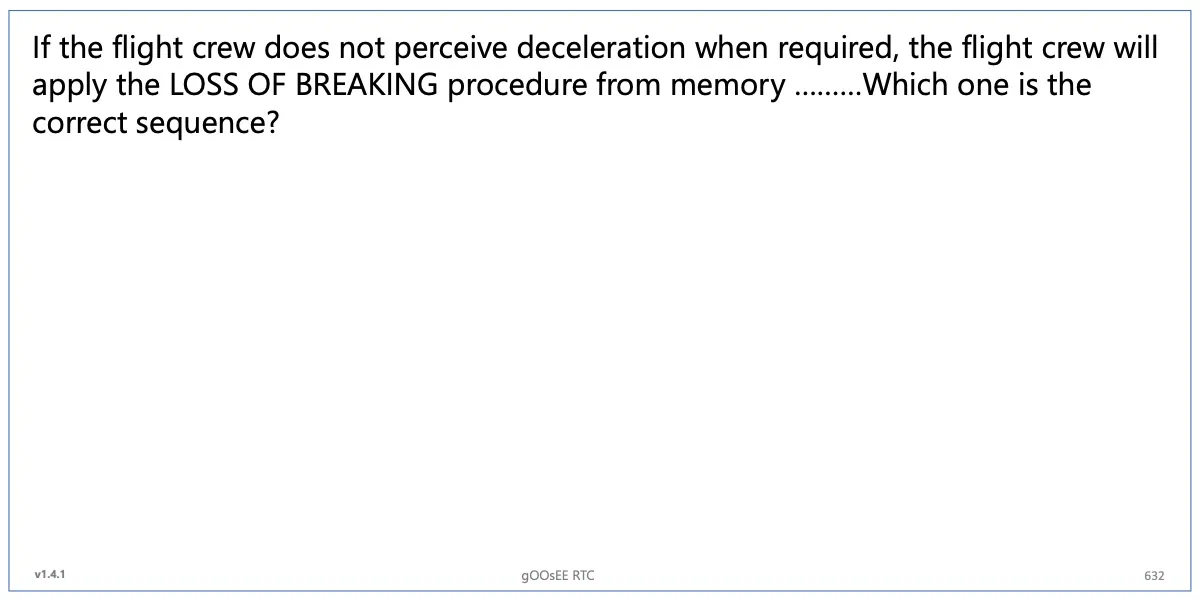 If the flight crew does not perceive deceleration when required, the flight crew will
apply the LOSS OF BREAKING procedure from memory .........Which one is the
correct sequence?
v1.4.1
gOOsEE RTC
632